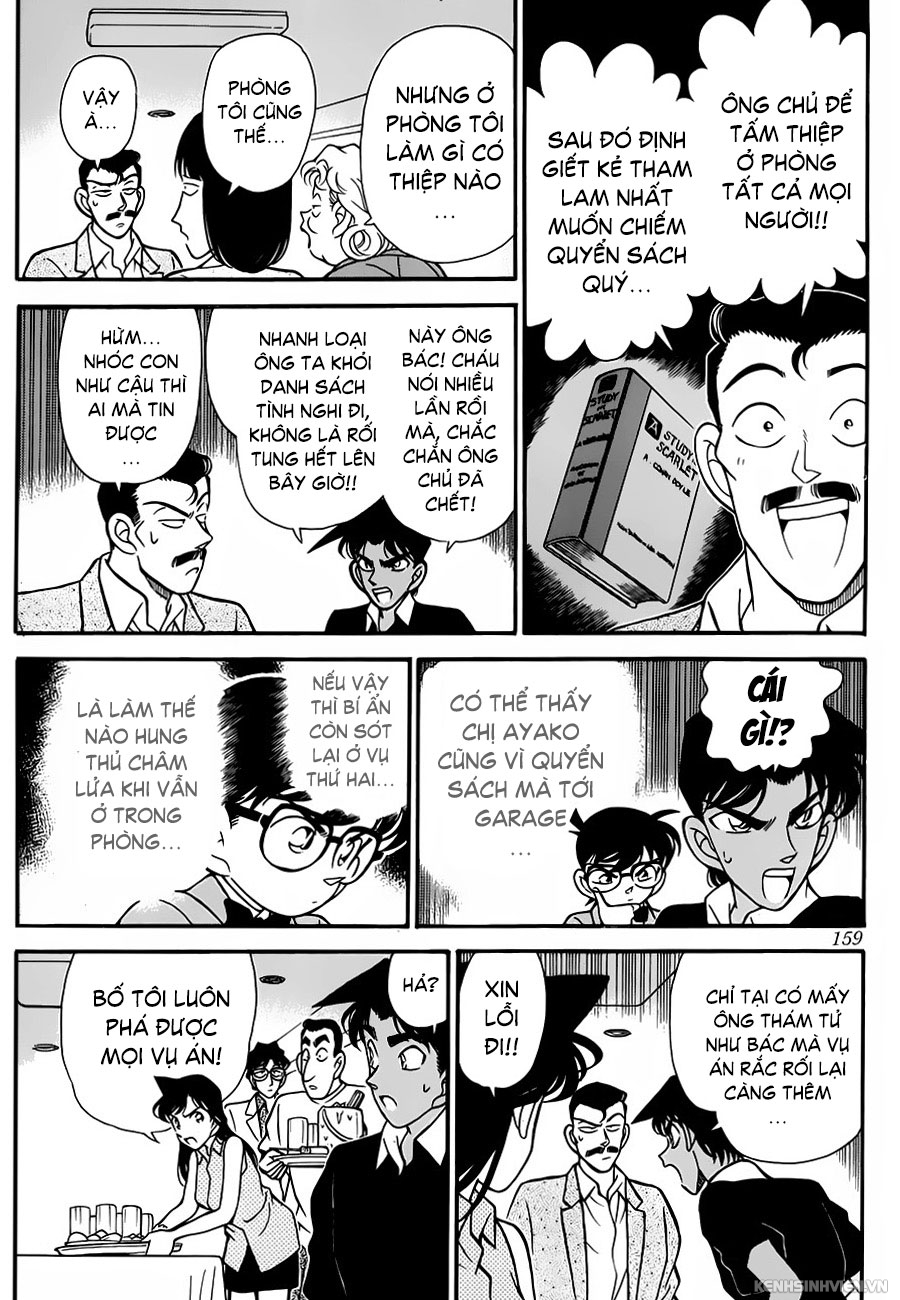 ÔNG CHỦ ĐỂ
TẤM THIỆP
Ở PHÒNG
TẤT CẢ MỌI
NGƯỜI!!
SAU ĐÓ ĐỊNH
GIẾT KẺ THAM
LAM NHẤT
MUỐN CHIẾM
QUYỂN SÁCH
QUÝ...
STUDY
IN
SCARLET
A STUDY
SCARLET
A. CONAN DOYLE
NHƯNG Ở
PHÒNG TÔI
LÀM GÌ CÓ
THIỆP NÀO
...
PHÒNG
TÔI CŨNG
THẾ...
VẬY
À...
NÀY ÔNG
BÁC! CHÁU
NÓI NHIỀU
LẦN RỒI
MÀ, CHẮC
CHẮN ÔNG
CHỦ ĐÃ
CHẾT!
NHANH LOẠI
ÔNG TA KHỎI
DANH SÁCH
TÌNH NGHI ĐI,
KHÔNG LÀ RỐI
TUNG HẾT LÊN
BÂY GIỜ!!
HỪM...
NHÓC CON
NHƯ CẬU THÌ
AI MÀ TIN
ĐƯỢC
...
CÁI
GÌ!?
CÓ THỂ THẤY
CHỊ AYAKO
CŨNG VÌ QUYỂN
SÁCH MÀ TỚI
GARAGE
...
NẾU VẬY
THÌ BÍ ẨN
CÒN SÓT
LẠI Ở VỤ
THỨ HAI...
LÀ LÀM THẾ
NÀO HUNG
THỦ CHÂM
LỬA KHI VẪN
Ở TRONG
PHÒNG...
159
CHỈ TẠI CÓ MẤY
ÔNG THÁM TỬ
NHƯ BÁC MÀ VỤ
ÁN RẮC RỐI LẠI
CÀNG THÊM
...
XIN
LỖI
ĐI!!
HẢ?
BỐ TÔI LUÔN
PHÁ ĐƯỢC
MỌI VỤ ÁN!
KENHSINHVIEN.VN